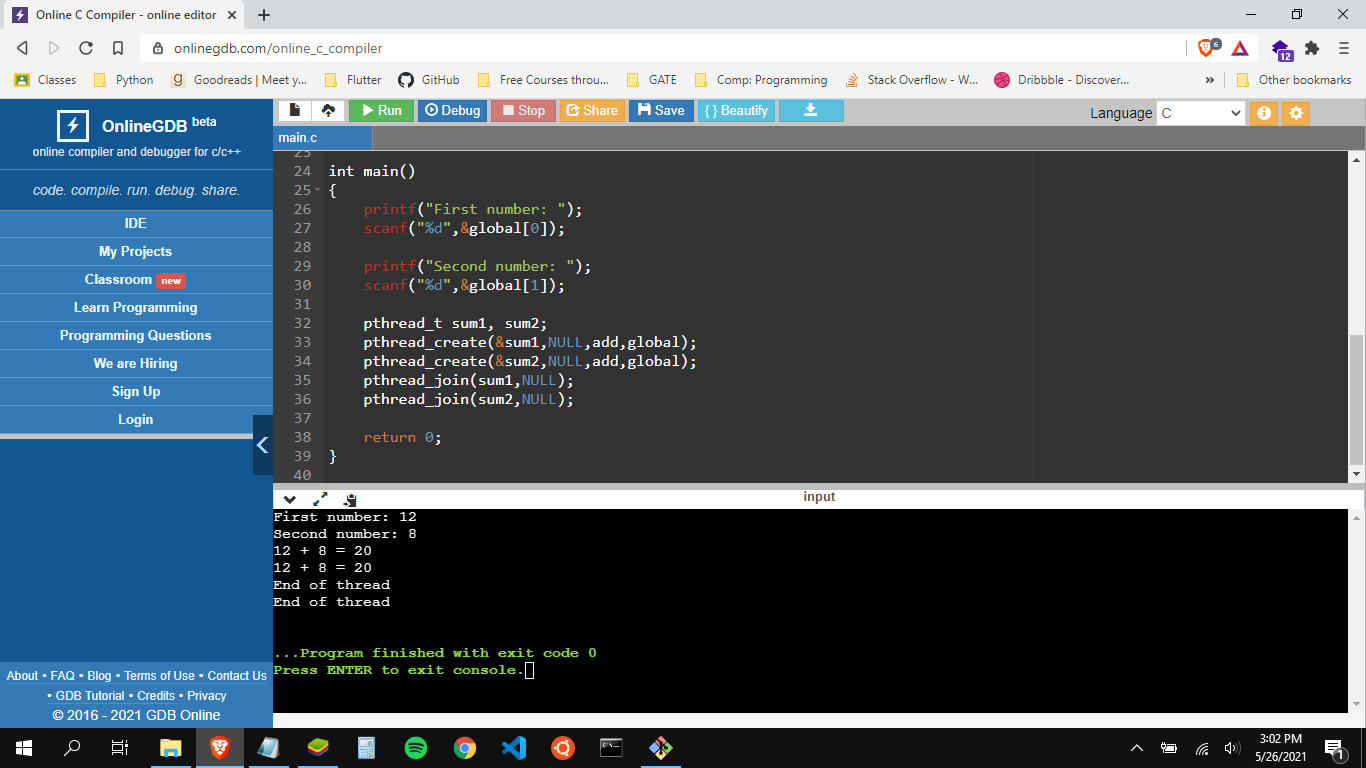 Online C Compiler - online editor
onlinegdb.com/online_c_compiler
6
12
Classes Python Goodreads | Meet y... Flutter GitHub Free Courses throu... GATE Comp: Programming Stack Overflow - W... Dribbble - Discover... » Other bookmarks
OnlineGDB beta
online compiler and debugger for c/c++
code. compile. run. debug. share.
IDE
My Projects
Classroom new
Learn Programming
Programming Questions
We are Hiring
Sign Up
Login
About • FAQ • Blog • Terms of Use • Contact Us
• GDB Tutorial • Credits • Privacy
© 2016 - 2021 GDB Online
Run Debug Stop Share Save { } Beautify
Language C
main.c
23
24 int main()
25 {
26     printf("First number: ");
27     scanf("%d",&global[0]);
28
29     printf("Second number: ");
30     scanf("%d",&global[1]);
31
32     pthread_t sum1, sum2;
33     pthread_create(&sum1,NULL,add,global);
34     pthread_create(&sum2,NULL,add,global);
35     pthread_join(sum1,NULL);
36     pthread_join(sum2,NULL);
37
38     return 0;
39 }
40
input
First number: 12
Second number: 8
12 + 8 = 20
12 + 8 = 20
End of thread
End of thread
...Program finished with exit code 0
Press ENTER to exit console.
3:02 PM
5/26/2021
1